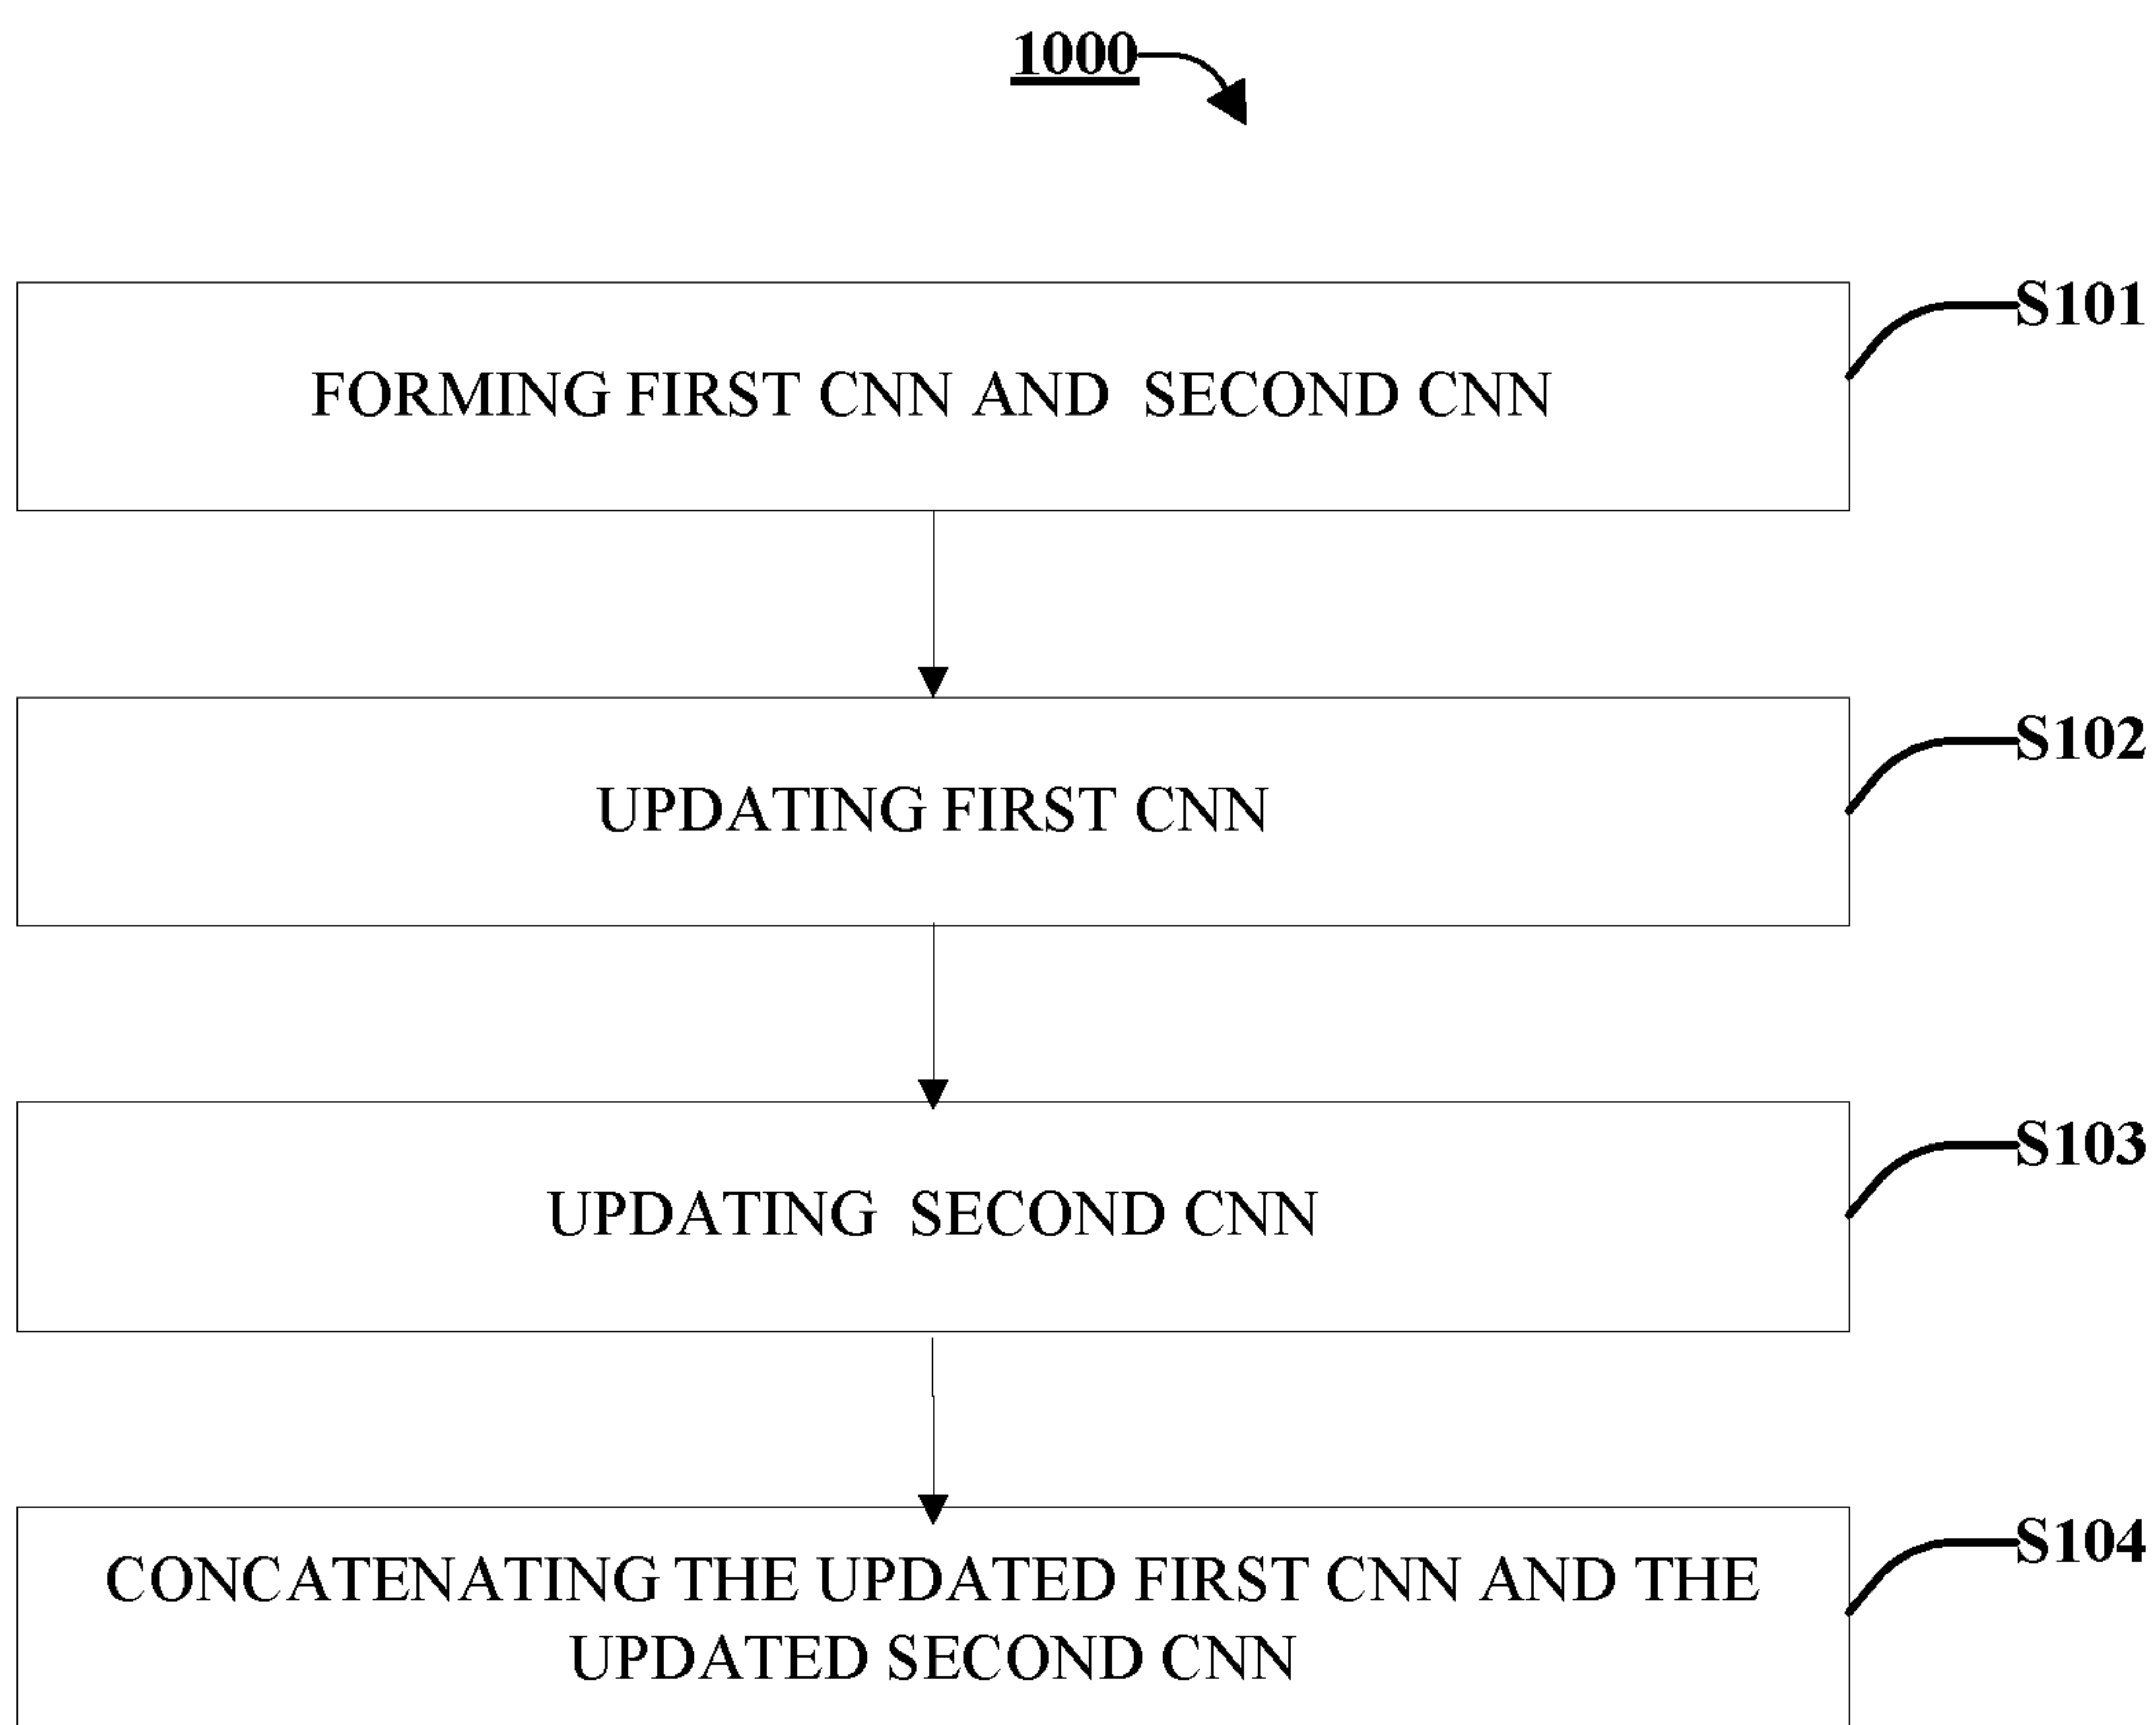 1000
S101
FORMING FIRST CNN AND SECOND CNN
S102
UPDATING FIRST CNN
S103
UPDATING SECOND CNN
S104
CONCATENATING THE UPDATED FIRST CNN AND THE
UPDATED SECOND CNN